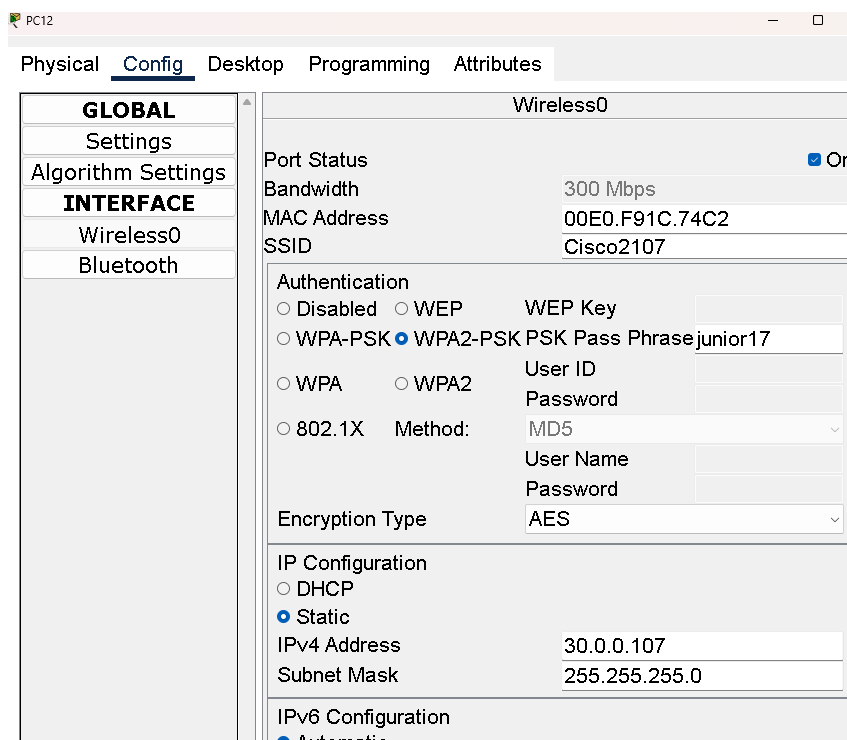 PC12
Physical Config Desktop Programming Attributes
GLOBAL
Settings
Algorithm Settings
INTERFACE
Wireless0
Bluetooth
Wireless0
Port Status
Bandwidth 300 Mbps
MAC Address 00E0.F91C.74C2
SSID Cisco2107
Authentication
Disabled WEP WEP Key
WPA-PSK WPA2-PSK PSK Pass Phrase junior17
User ID
WPA WPA2
Password
802.1X Method: MD5
User Name
Password
Encryption Type AES
IP Configuration
DHCP
Static
IPv4 Address 30.0.0.107
Subnet Mask 255.255.255.0
IPv6 Configuration